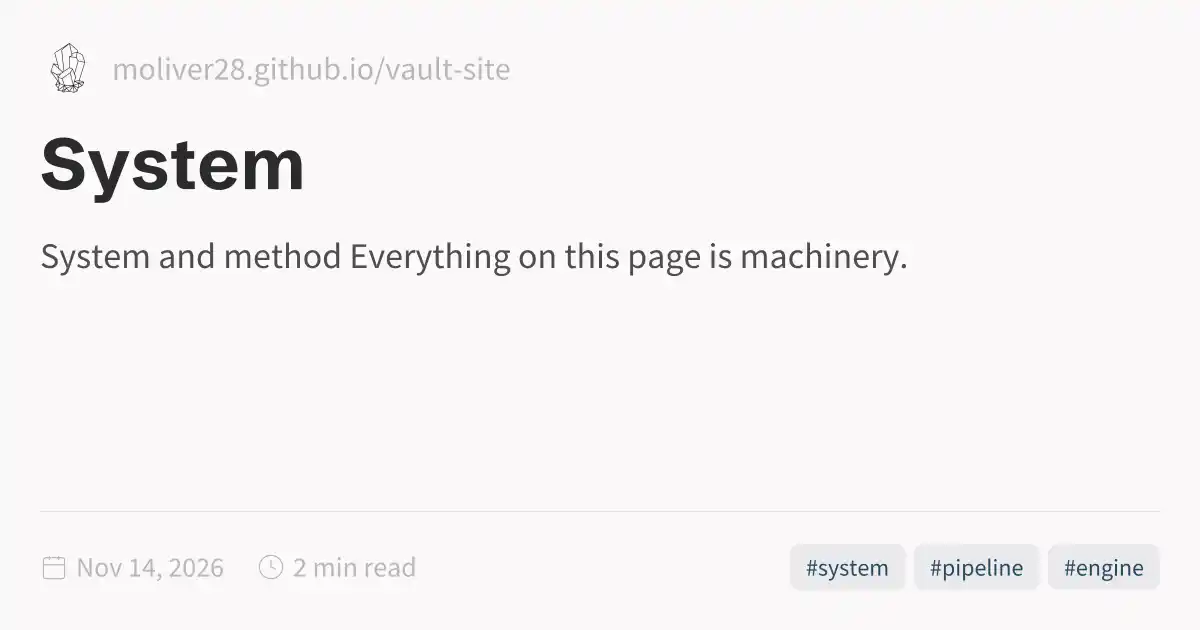 moliver28.github.io/vault-site
System
System and method Everything on this page is machinery.
Nov 14, 2026 2 min read #system #pipeline #engine